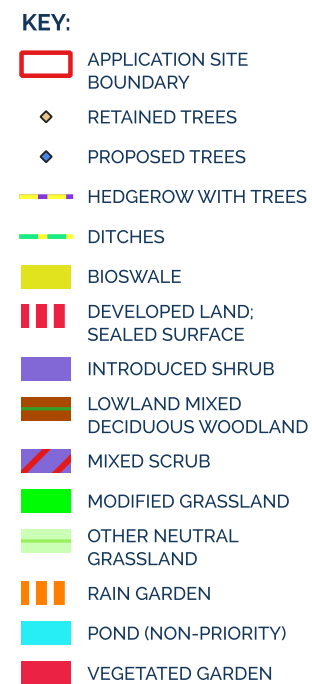 KEY:
APPLICATION SITE
BOUNDARY
RETAINED TREES
PROPOSED TREES
HEDGEROW WITH TREES
DITCHES
BIOSWALE
DEVELOPED LAND;
SEALED SURFACE
INTRODUCED SHRUB
LOWLAND MIXED
DECIDUOUS WOODLAND
MIXED SCRUB
MODIFIED GRASSLAND
OTHER NEUTRAL
GRASSLAND
RAIN GARDEN
POND (NON-PRIORITY)
VEGETATED GARDEN